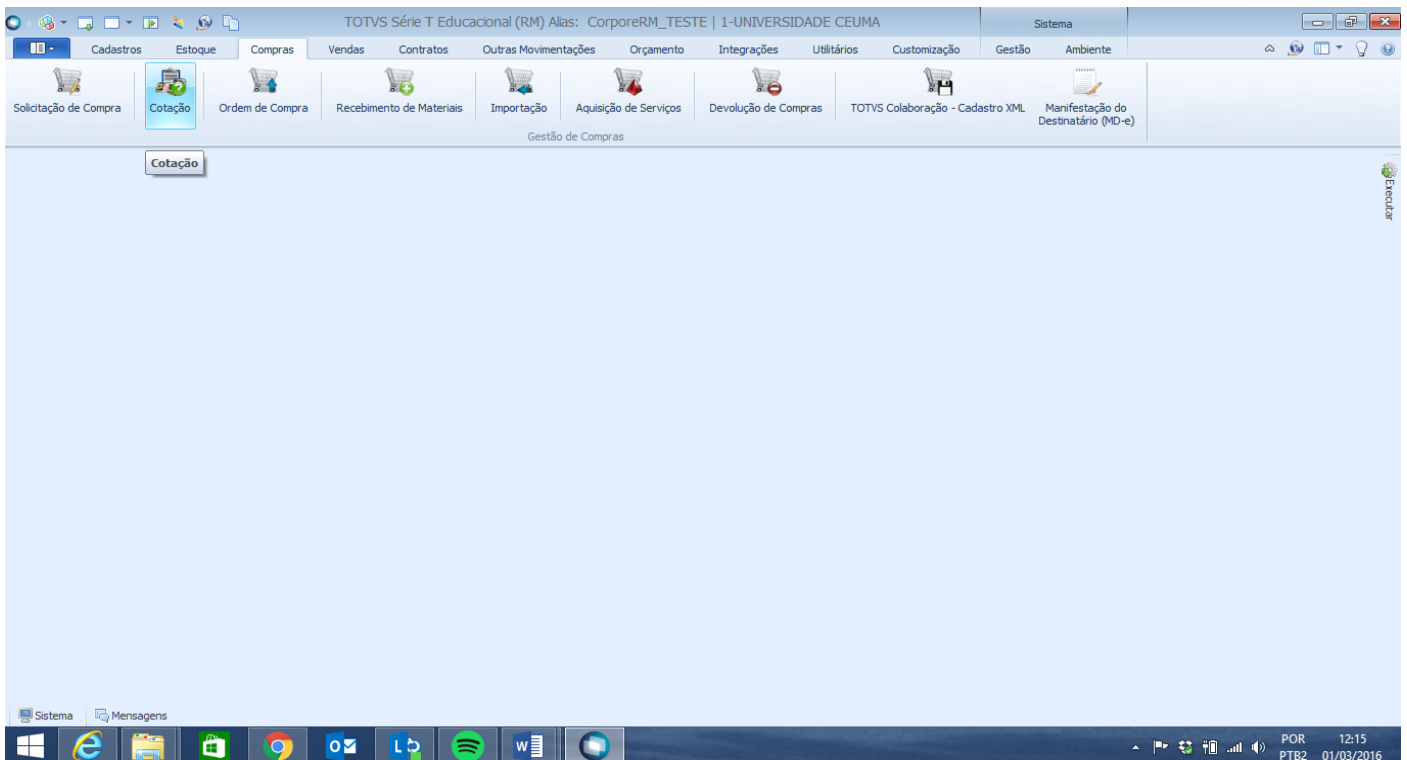 TOTVS Série T Educacional (RM) Alias: CorporeRM_TESTE | 1-UNIVERSIDADE CEUMA
Sistema
Cadastros Estoque Compras Vendas Contratos Outras Movimentações Orçamento Integrações Utilitários Customização Gestão Ambiente
Solicitação de Compra Cotação Ordem de Compra Recebimento de Materiais Importação Aquisição de Serviços Devolução de Compras TOTVS Colaboração - Cadastro XML Manifestação do
Destinatário (MD-e)
Gestão de Compras
Cotação
Executar
Sistema Mensagens
POR 12:15
PTB2 01/03/2016